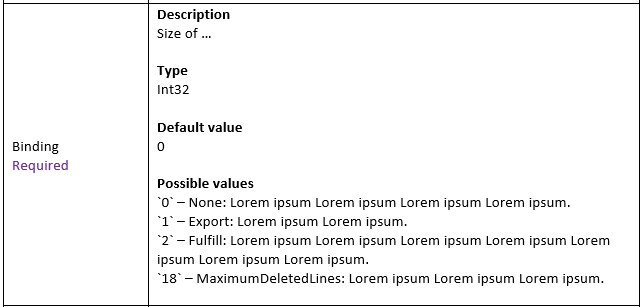 Binding
Required
Description
Size of ...
Type
Int32
Default value
0
Possible values
`0` – None: Lorem ipsum Lorem ipsum Lorem ipsum Lorem ipsum.
`1` – Export: Lorem ipsum Lorem ipsum.
`2` – Fulfill: Lorem ipsum Lorem ipsum Lorem ipsum Lorem ipsum Lorem
ipsum Lorem ipsum Lorem ipsum.
`18` – MaximumDeletedLines: Lorem ipsum Lorem ipsum Lorem ipsum.